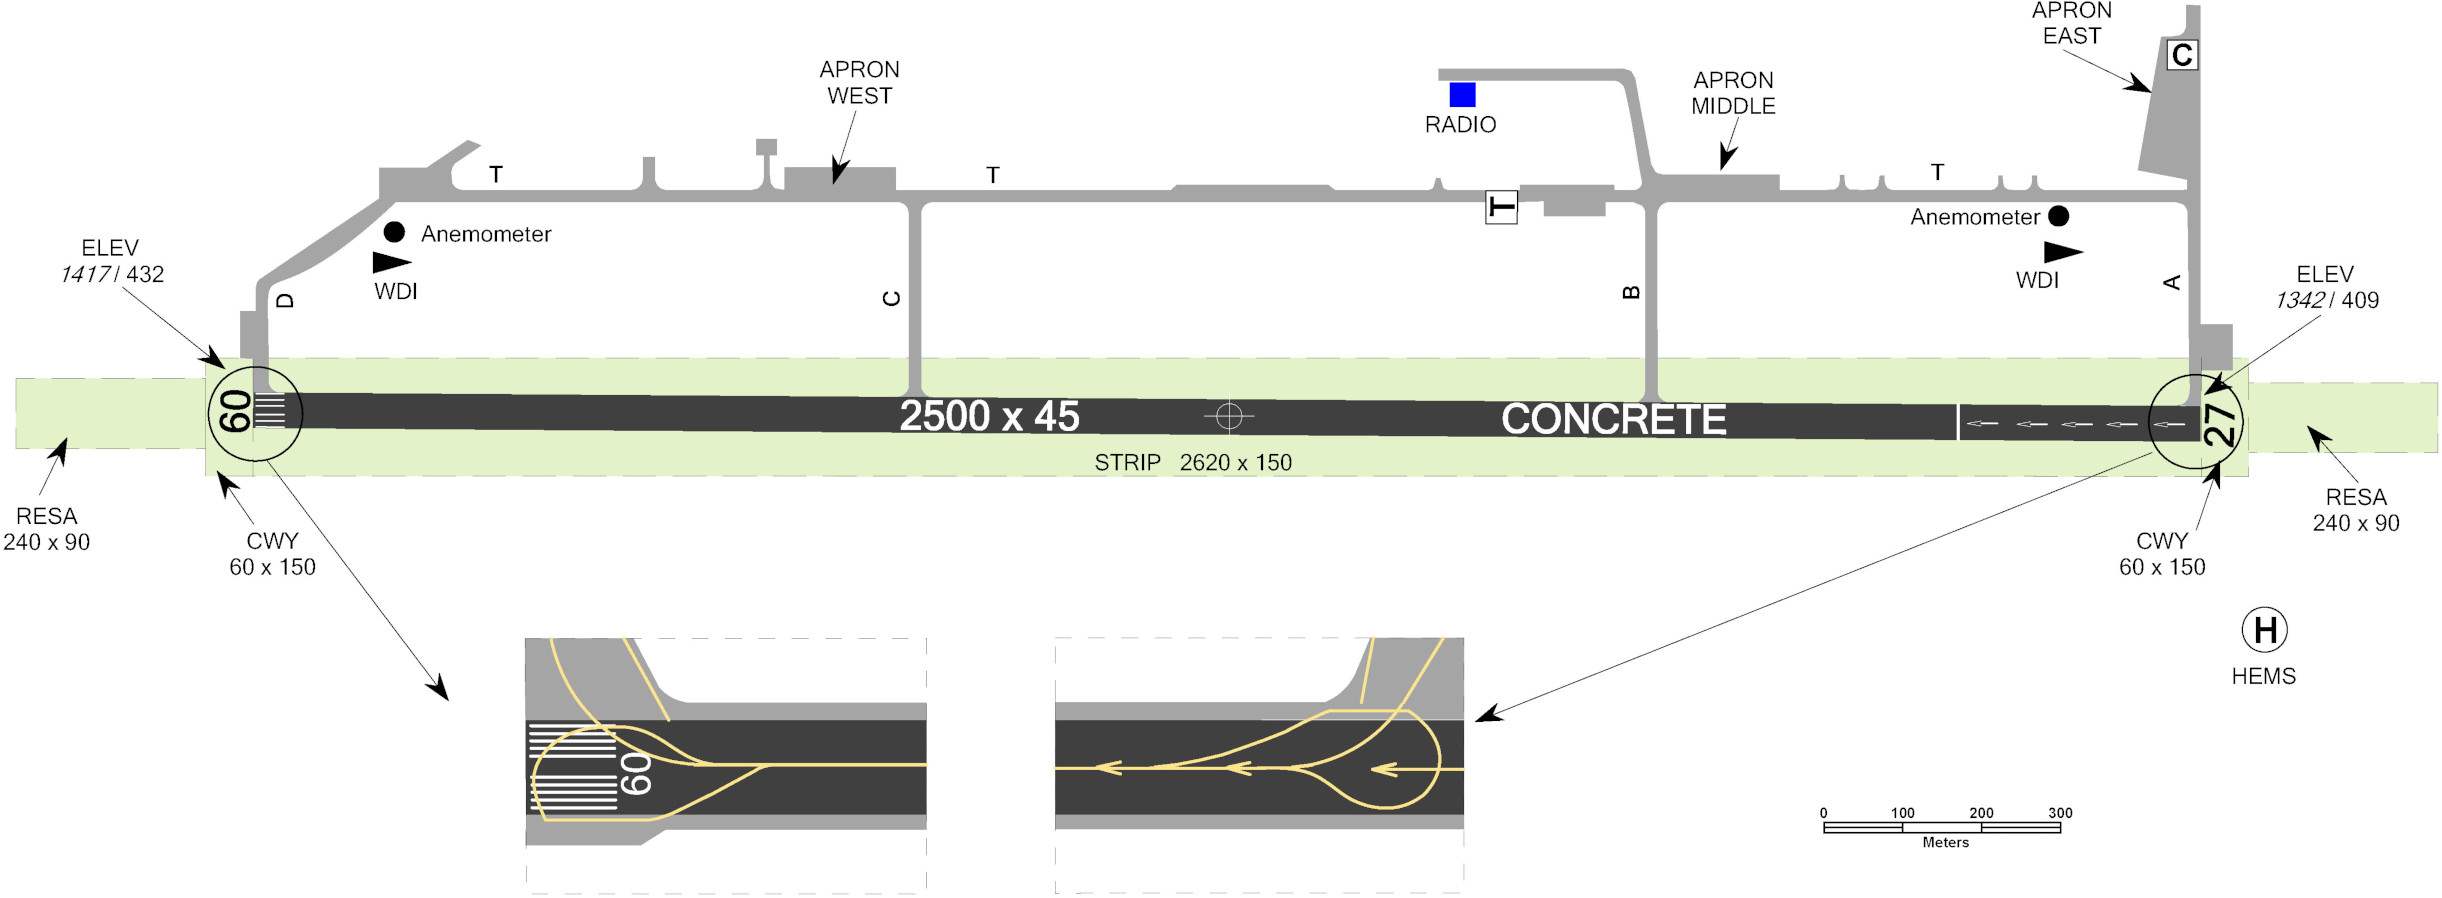 APRON
EAST
C
APRON
WEST
APRON
MIDDLE
RADIO
T
T
T
T
Anemometer
WDI
Anemometer
WDI
ELEV
1417 / 432
ELEV
1342 / 409
D
C
B
A
09
2500 x 45
CONCRETE
27
STRIP 2620 x 150
RESA
240 x 90
CWY
60 x 150
RESA
240 x 90
CWY
60 x 150
H
HEMS
09
0 100 200 300
Meters